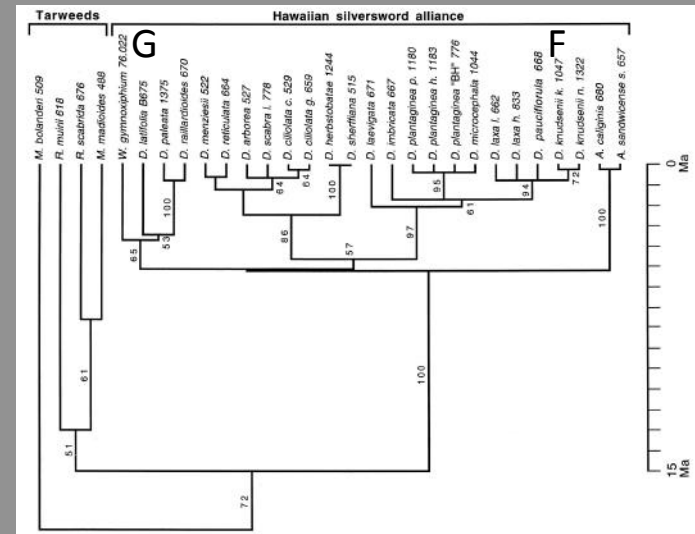 Tarweeds
Hawaiian silversword alliance
G
F
M. bolanderi 509
R. muirii 618
R. scabrida 676
M. madioides 488
W. gymnoxiphium 76.022
D. latifolia B675
D. paleata 1375
D. raillardioides 670
D. menziesii 522
D. reticulata 664
D. arborea 527
D. scabra l. 778
D. ciliolata c. 529
D. ciliolata g. 659
D. herbstobatae 1244
D. sherffiana 515
D. laevigata 671
D. imbricata 667
D. plantaginea p. 1180
D. plantaginea h. 1183
D. plantaginea "BH" 776
D. microcephala 1044
D. laxa l. 662
D. laxa h. 833
D. pauciflorula 668
D. knudsenii k. 1047
D. knudsenii n. 1322
A. caliginis 680
A. sandwicense s. 657
0
Ma
72
64
64
100
95
94
100
61
53
86
97
100
65
57
61
100
51
15
Ma
72